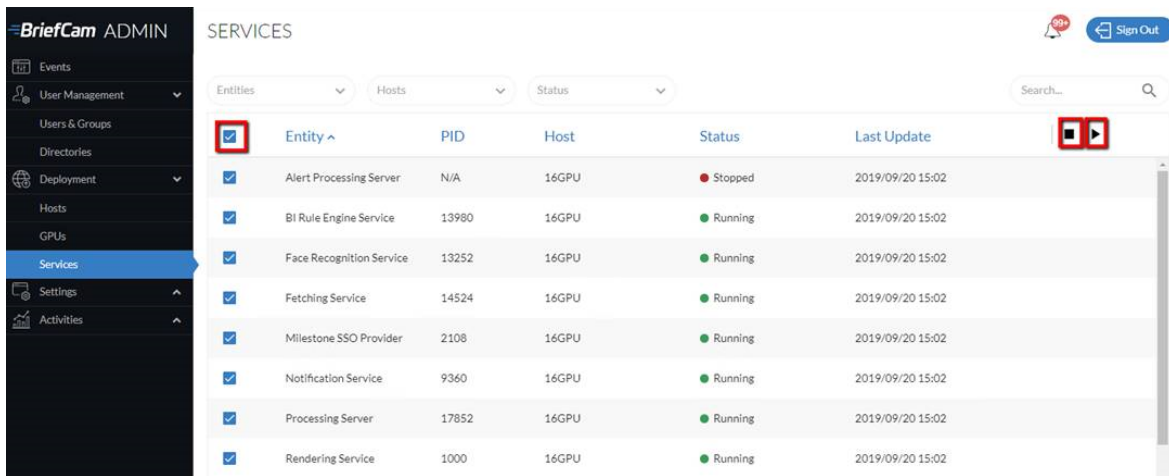 BriefCam ADMIN
SERVICES
99+
Sign Out
Events
User Management
Users & Groups
Directories
Deployment
Hosts
GPUs
Services
Settings
Activities
Entities Hosts Status Search...
Entity PID Host Status Last Update
Alert Processing Server N/A 16GPU Stopped 2019/09/20 15:02
BI Rule Engine Service 13980 16GPU Running 2019/09/20 15:02
Face Recognition Service 13252 16GPU Running 2019/09/20 15:02
Fetching Service 14524 16GPU Running 2019/09/20 15:02
Milestone SSO Provider 2108 16GPU Running 2019/09/20 15:02
Notification Service 9360 16GPU Running 2019/09/20 15:02
Processing Server 17852 16GPU Running 2019/09/20 15:02
Rendering Service 1000 16GPU Running 2019/09/20 15:02